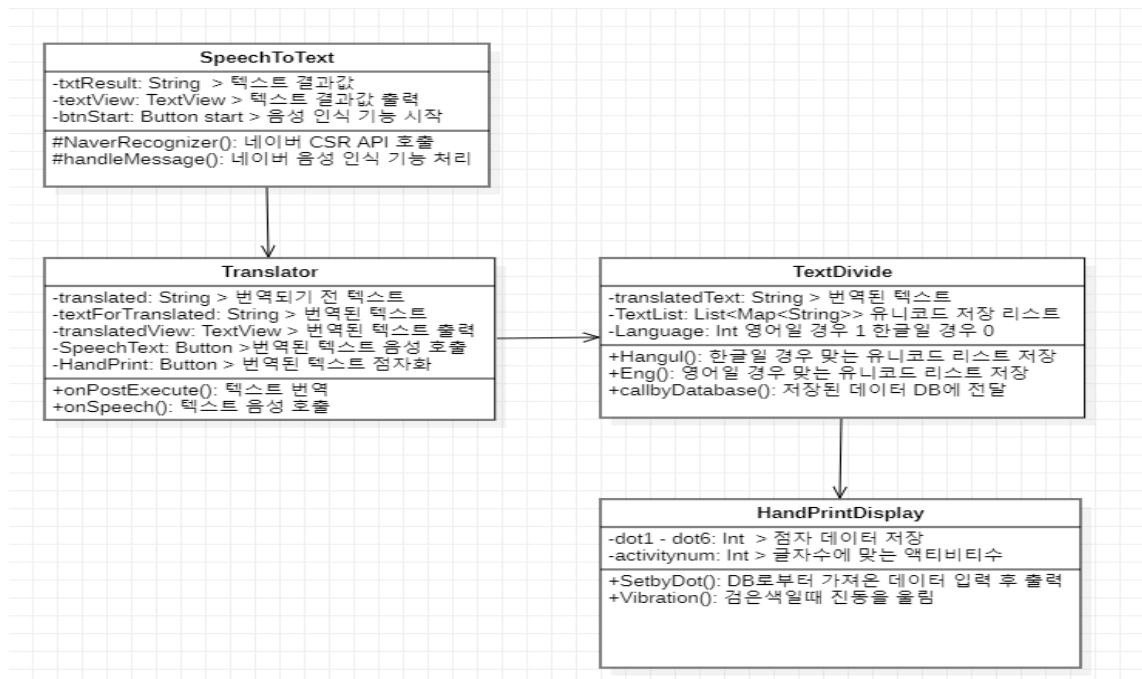 SpeechToText
-txtResult: String > 텍스트 결과값
-textView: TextView > 텍스트 결과값 출력
-btnStart: Button start > 음성 인식 기능 시작
#NaverRecognizer(): 네이버 CSR API 호출
#handleMessage(): 네이버 음성 인식 기능 처리
Translator
-translated: String > 번역되기 전 텍스트
-textForTranslated: String > 번역된 텍스트
-translatedView: TextView > 번역된 텍스트 출력
-SpeechText: Button >번역된 텍스트 음성 호출
-HandPrint: Button > 번역된 텍스트 점자화
+onPostExecute(): 텍스트 번역
+onSpeech(): 텍스트 음성 호출
TextDivide
-translatedText: String > 번역된 텍스트
-TextList: List<Map<String>> 유니코드 저장 리스트
-Language: Int 영어일 경우 1 한글일 경우 0
+Hangul(): 한글일 경우 맞는 유니코드 리스트 저장
+Eng(): 영어일 경우 맞는 유니코드 리스트 저장
+callbyDatabase(): 저장된 데이터 DB에 전달
HandPrintDisplay
-dot1 - dot6: Int > 점자 데이터 저장
-activitynum: Int > 글자수에 맞는 액티비티수
+SetbyDot(): DB로부터 가져온 데이터 입력 후 출력
+Vibration(): 검은색일때 진동을 울림